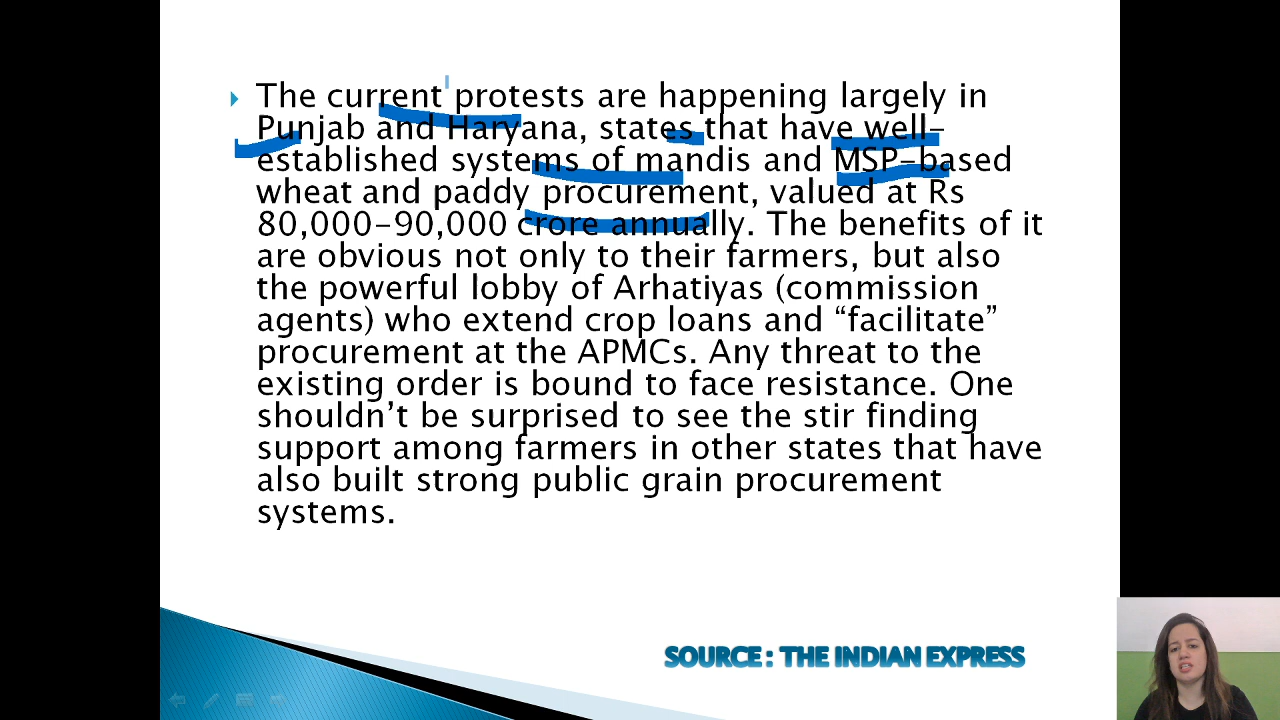 The current protests are happening largely in
Punjab and Haryana, states that have well-
established systems of mandis and MSP-based
wheat and paddy procurement, valued at Rs
80,000-90,000 crore annually. The benefits of it
are obvious not only to their farmers, but also
the powerful lobby of Arhatiyas (commission
agents) who extend crop loans and “facilitate”
procurement at the APMCs. Any threat to the
existing order is bound to face resistance. One
shouldn’t be surprised to see the stir finding
support among farmers in other states that have
also built strong public grain procurement
systems.
SOURCE : THE INDIAN EXPRESS